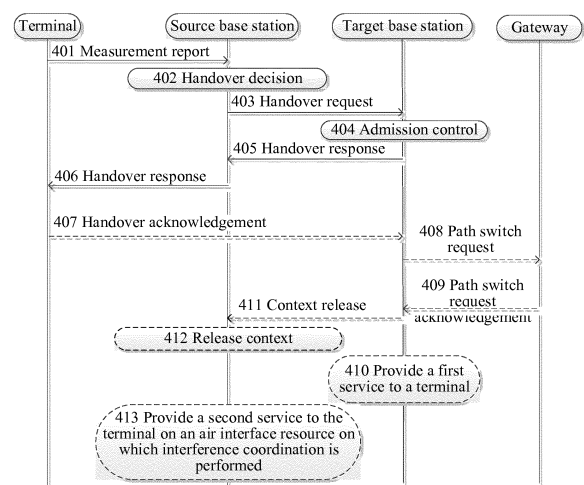 Terminal
Source base station
Target base station
Gateway
401 Measurement report
402 Handover decision
403 Handover request
404 Admission control
405 Handover response
406 Handover response
407 Handover acknowledgement
408 Path switch
request
409 Path switch
request
acknowledgement
411 Context release
412 Release context
410 Provide a first
service to a terminal
413 Provide a second service to the
terminal on an air interface resource on
which interference coordination is
performed